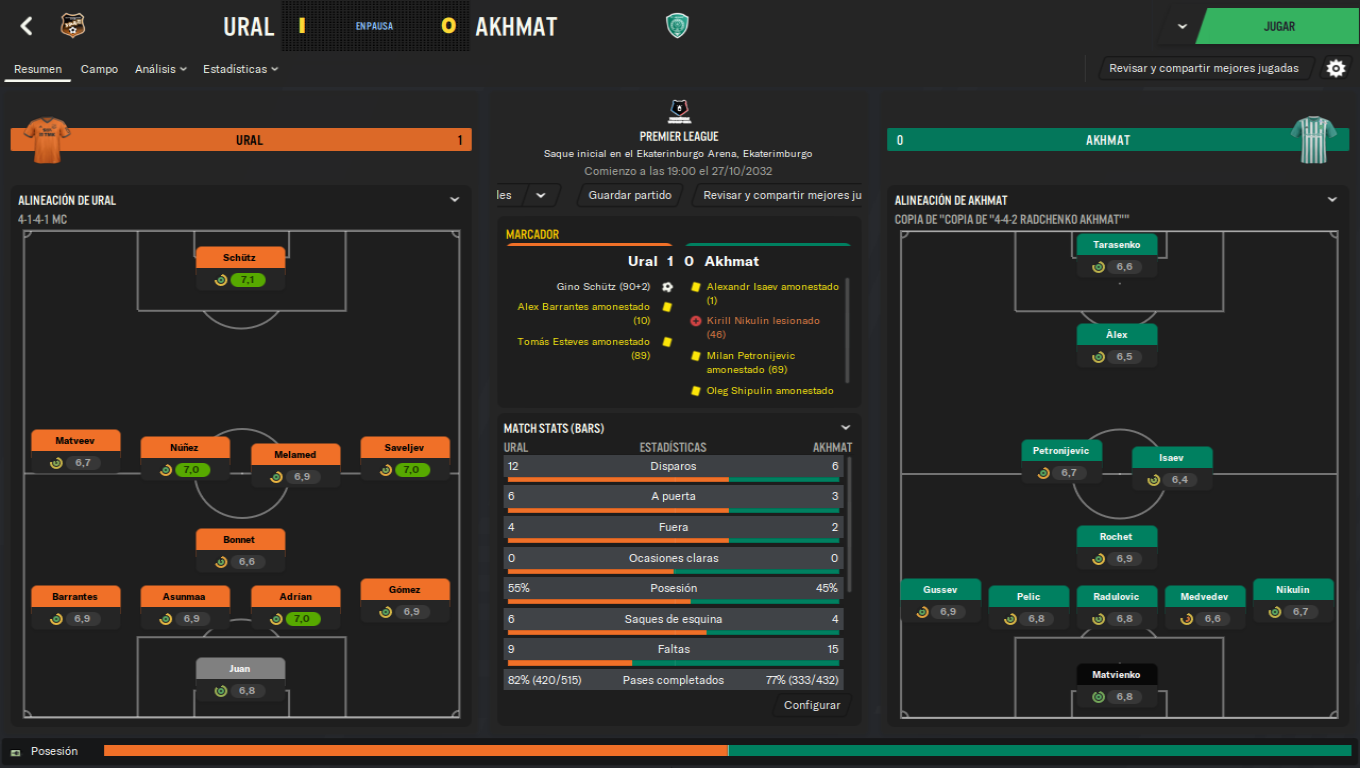 URAL 1 EN PAUSA 0 AKHMAT
JUGAR
Resumen Campo Análisis Estadísticas
Revisar y compartir mejores jugadas
URAL 1
PREMIER LEAGUE
Saque inicial en el Ekaterinburgo Arena, Ekaterimburgo
Comienzo a las 19:00 el 27/10/2032
les Guardar partido Revisar y compartir mejores ju
0 AKHMAT
ALINEACIÓN DE URAL
4-1-4-1 MC
Schütz
7,1
Matveev
6,7
Núñez
7,0
Melamed
6,9
Saveljev
7,0
Bonnet
6,6
Barrantes
6,9
Asunmaa
6,9
Adrían
7,0
Gómez
6,9
Juan
6,8
MARCADOR
Ural 1 0 Akhmat
Gino Schütz (90+2)
Alex Barrantes amonestado
(10)
Tomás Esteves amonestado
(89)
Alexandr Isaev amonestado
(1)
Kirill Nikulin lesionado
(46)
Milan Petronijevic
amonestado (69)
Oleg Shipulin amonestado
MATCH STATS (BARS)
URAL ESTADÍSTICAS AKHMAT
12 Disparos 6
6 A puerta 3
4 Fuera 2
0 Ocasiones claras 0
55% Posesión 45%
6 Saques de esquina 4
9 Faltas 15
82% (420/515) Pases completados 77% (333/432)
Configurar
ALINEACIÓN DE AKHMAT
COPIA DE "COPIA DE "4-4-2 RADCHENKO AKHMAT""
Tarasenko
6,6
Àlex
6,5
Petronijevic
6,7
Isaev
6,4
Rochet
6,9
Gussev
6,9
Pelic
6,8
Radulovic
6,8
Medvedev
6,6
Nikulin
6,7
Matvienko
6,8
Posesión